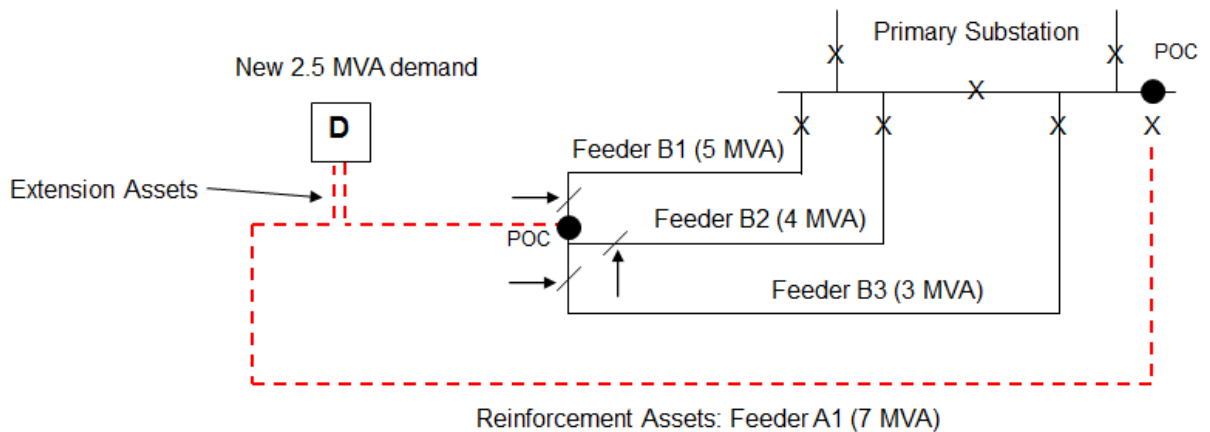 Primary Substation
POC
New 2.5 MVA demand
X
X
X
D
X
X
X
X
Feeder B1 (5 MVA)
Extension Assets
Feeder B2 (4 MVA)
POC
Feeder B3 (3 MVA)
Reinforcement Assets: Feeder A1 (7 MVA)